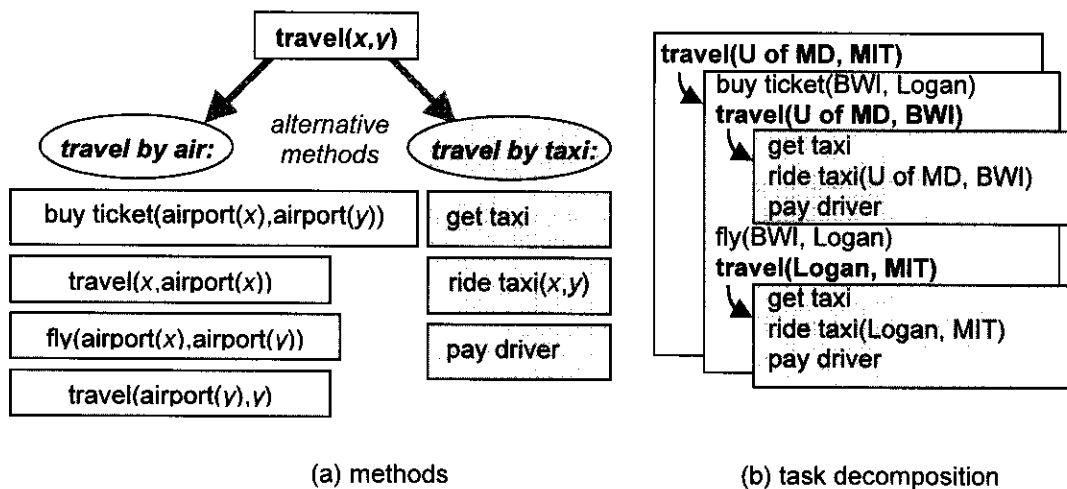 travel(x,y)
alternative
methods
travel by air:
travel by taxi:
buy ticket(airport(x),airport(y))
travel(x,airport(x))
fly(airport(x),airport(y))
travel(airport(y),y)
get taxi
ride taxi(x,y)
pay driver
(a) methods
travel(U of MD, MIT)
buy ticket(BWI, Logan)
travel(U of MD, BWI)
get taxi
ride taxi(U of MD, BWI)
pay driver
fly(BWI, Logan)
travel(Logan, MIT)
get taxi
ride taxi(Logan, MIT)
pay driver
(b) task decomposition